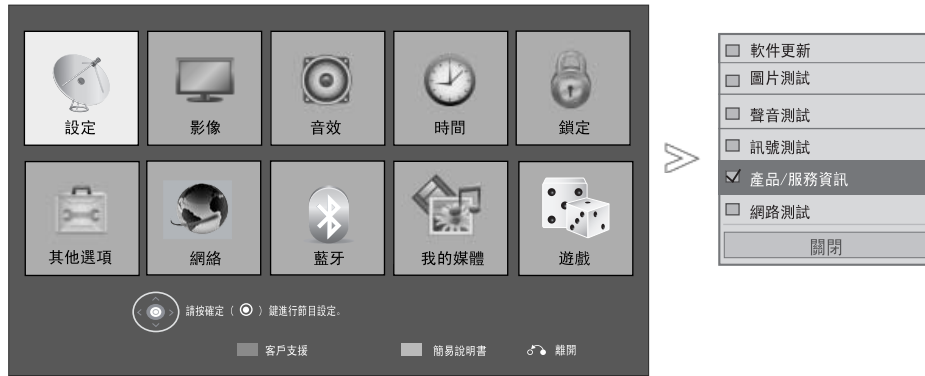 設定
影像
音效
時間
鎖定
其他選項
網絡
藍牙
我的媒體
遊戲
請按確定 ( ◉ ) 鍵進行節目設定。
客戶支援
簡易說明書
離開
軟件更新
圖片測試
聲音測試
訊號測試
產品/服務資訊
網路測試
關閉